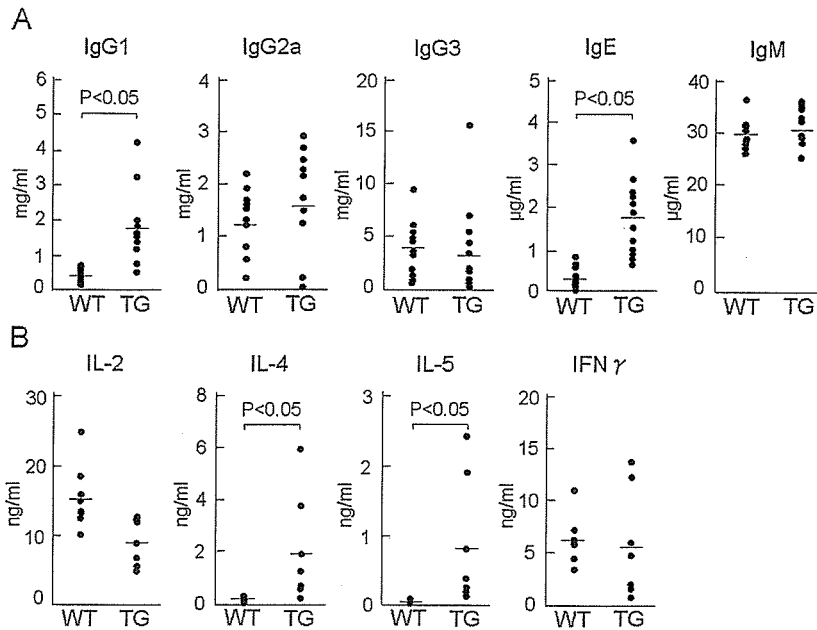 A
IgG1
IgG2a
IgG3
IgE
IgM
P<0.05
P<0.05
mg/ml
6
5
4
3
2
1
0
WT TG
mg/ml
4
3
2
1
0
WT TG
mg/ml
20
15
10
5
0
WT TG
µg/ml
5
4
3
2
1
0
WT TG
µg/ml
40
30
20
10
0
WT TG
B
IL-2
IL-4
IL-5
IFN γ
P<0.05
P<0.05
ng/ml
30
20
10
0
WT TG
ng/ml
8
6
4
2
0
WT TG
ng/ml
3
2
1
0
WT TG
ng/ml
20
15
10
5
0
WT TG